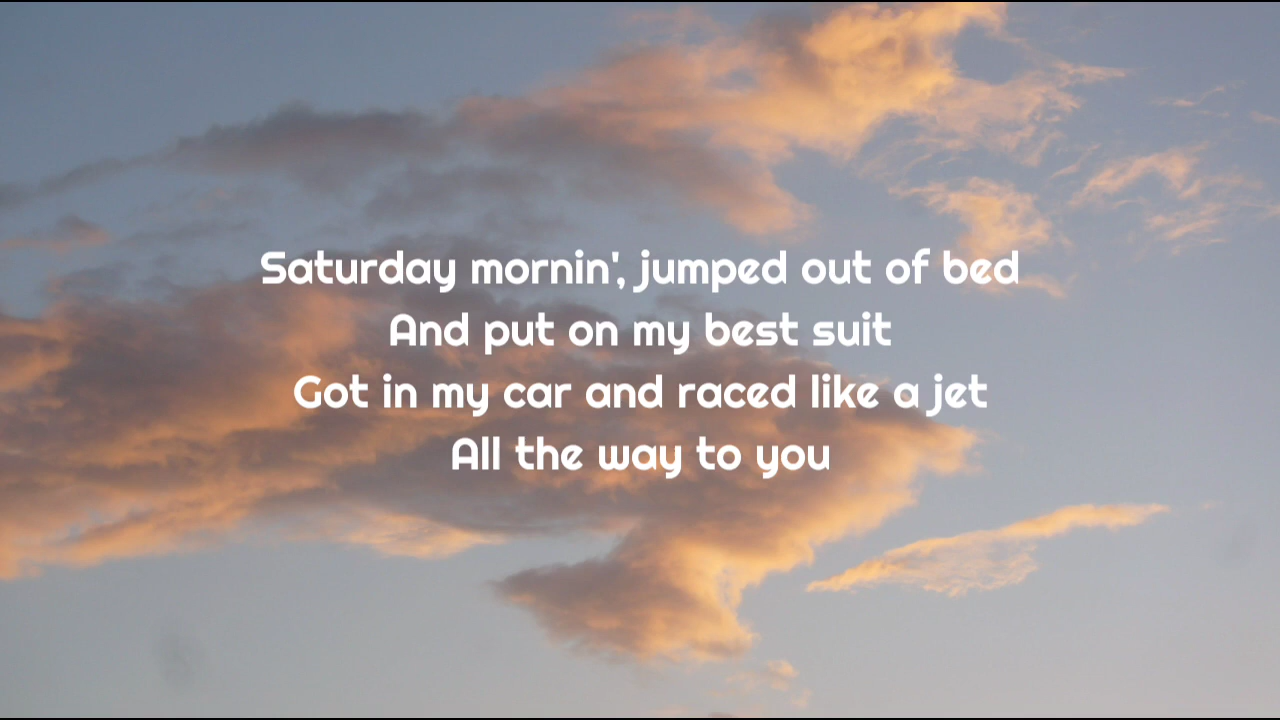 Saturday mornin', jumped out of bed
And put on my best suit
Got in my car and raced like a jet
All the way to you